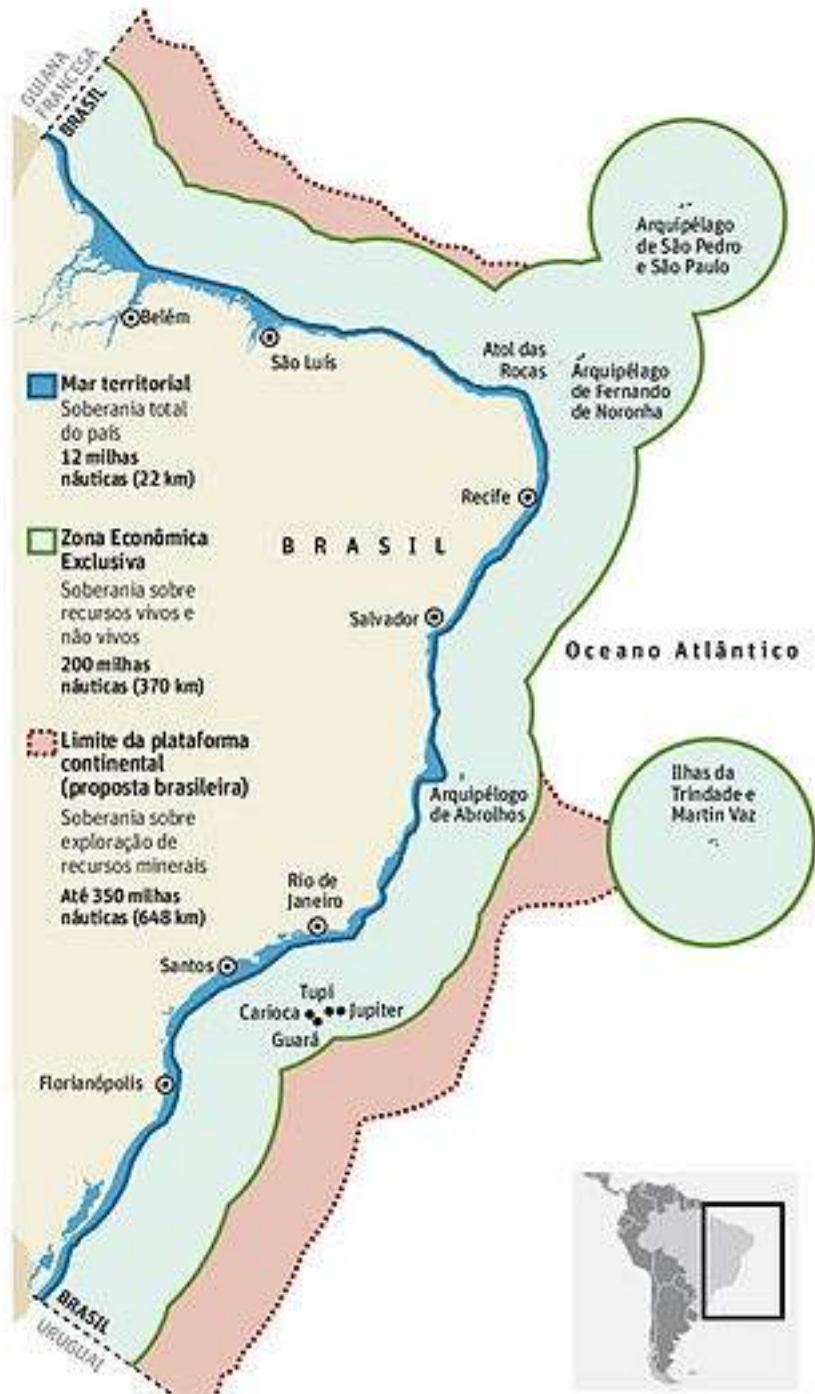 GUIANA
FRANCESA
BRASIL
Arquipélago
de São Pedro
e São Paulo
Belém
São Luís
Atol das
Rocas
Arquipélago
de Fernando
de Noronha
Mar territorial
Soberania total
do país
12 milhas
náuticas (22 km)
Recife
BRASIL
Zona Econômica
Exclusiva
Soberania sobre
recursos vivos e
não vivos
200 milhas
náuticas (370 km)
Salvador
Oceano Atlântico
Limite da plataforma
continental
(proposta brasileira)
Soberania sobre
exploração de
recursos minerais
Até 350 milhas
náuticas (648 km)
Arquipélogo
de Abrolhos
Ilhas da
Trindade e
Martin Vaz
Rio de
Janeiro
Santos
Tupi
Carioca
Jupiter
Guará
Florianópolis
BRASIL
URUGUAI